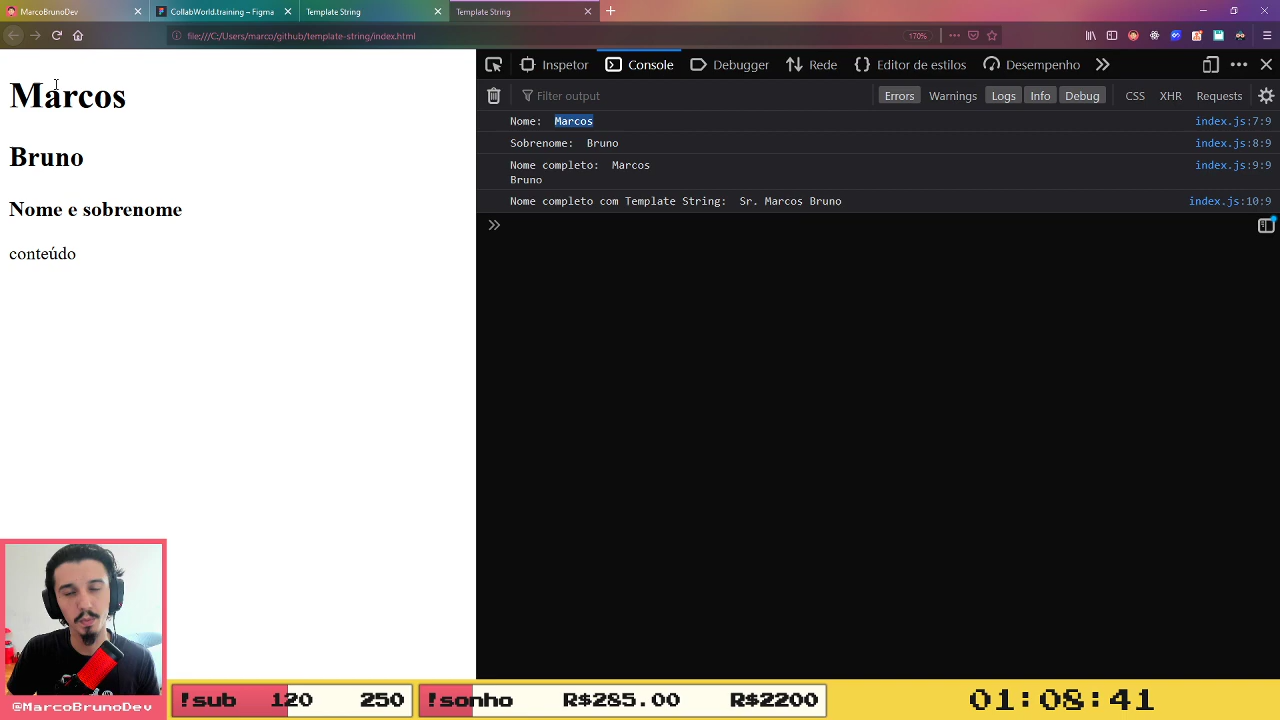 MarcoBrunoDev
CollabWorld.training – Figma
Template String
Template String
file:///C:/Users/marco/github/template-string/index.html
170%
Marcos
Bruno
Nome e sobrenome
conteúdo
Inspetor
Console
Debugger
Rede
Editor de estilos
Desempenho
Filter output
Errors
Warnings
Logs
Info
Debug
CSS
XHR
Requests
Nome: Marcos
index.js:7:9
Sobrenome: Bruno
index.js:8:9
Nome completo: Marcos
Bruno
index.js:9:9
Nome completo com Template String: Sr. Marcos Bruno
index.js:10:9
@MarcoBrunoDev
!sub 120 250
!sonho R$285.00 R$2200
01:08:41